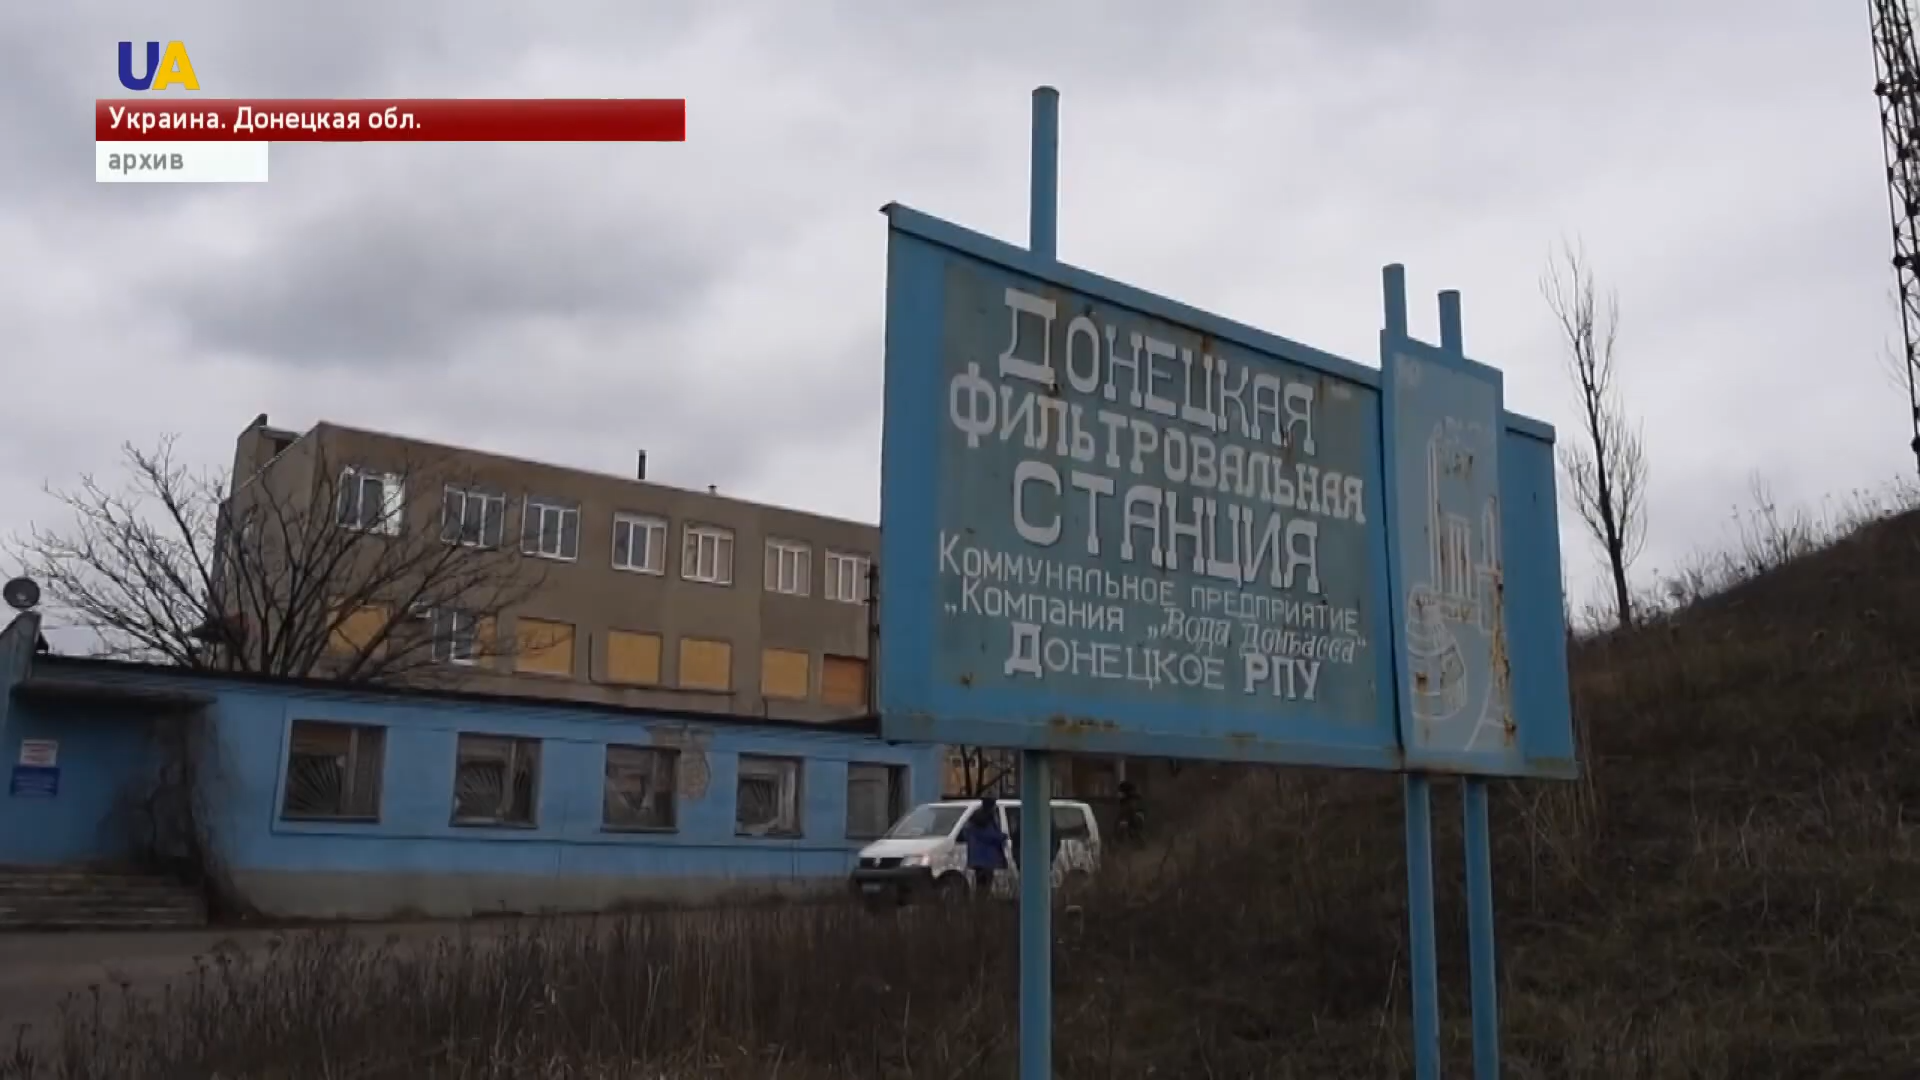 UA
Украина. Донецкая обл.
архив
ДОНЕЦКАЯ
ФИЛЬТРОВАЛЬНАЯ
СТАНЦИЯ
КОММУНАЛЬНОЕ ПРЕДПРИЯТИЕ
„КОМПАНИЯ „Вода Донбасса“
ДОНЕЦКОЕ РПУ